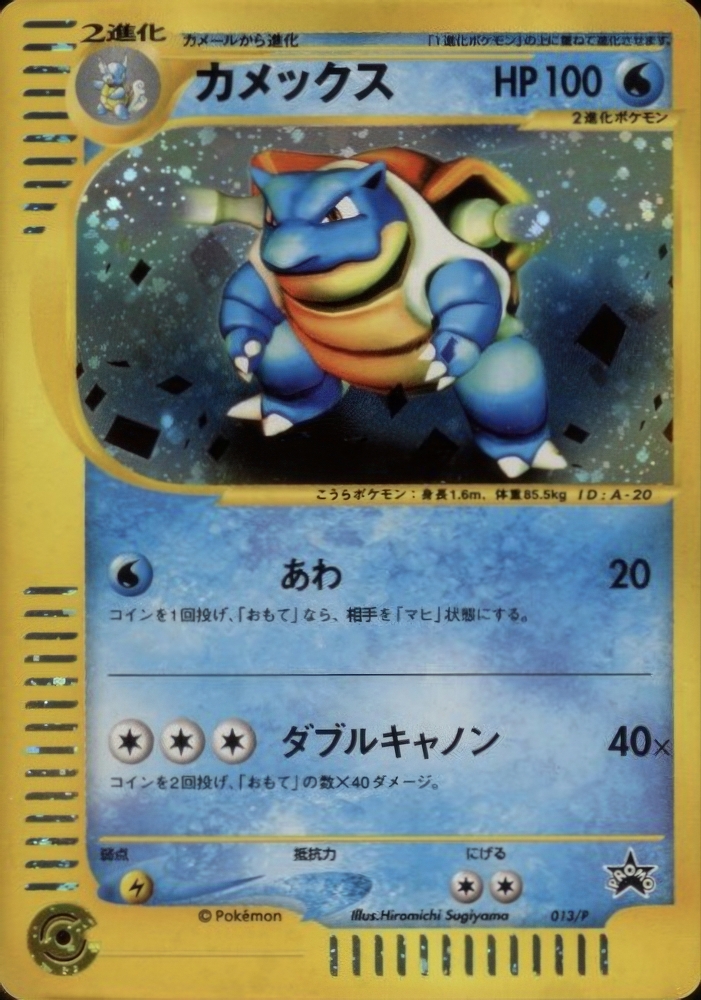 2進化 カメールから進化 「1進化ポケモン」の上に重ねて進化させます。
カメックス HP100
2進化ポケモン
こうらポケモン：身長1.6m、体重85.5kg ID：A-20
あわ 20
コインを1回投げ、「おもて」なら、相手を「マヒ」状態にする。
ダブルキャノン 40×
コインを2回投げ、「おもて」の数×40ダメージ。
弱点 抵抗力 にげる
PROMO
©Pokémon Illus.Hiromichi Sugiyama 013/P